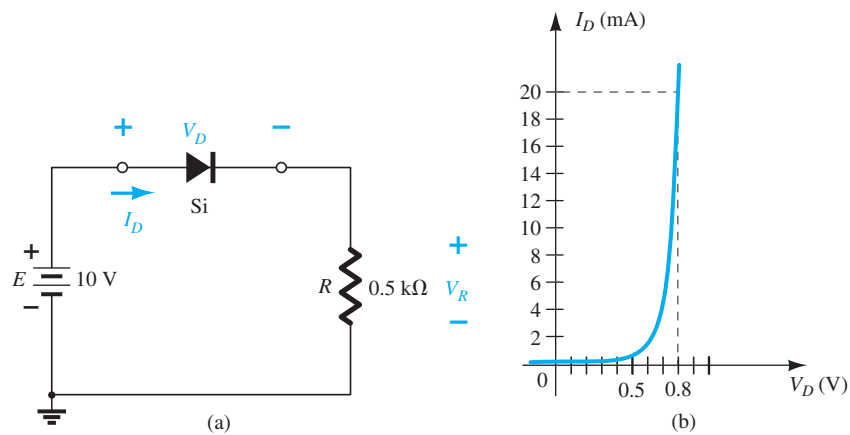 +
V_D
−
I_D
Si
+
E
10 V
−
R
0.5 kΩ
+
V_R
−
(a)
I_D (mA)
20
18
16
14
12
10
8
6
4
2
0
0.5
0.8
V_D (V)
(b)